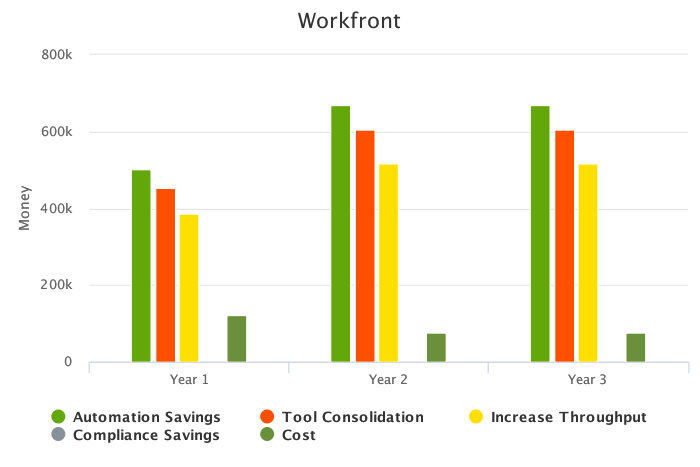 Workfront
800k
600k
400k
200k
0
Money
Year 1
Year 2
Year 3
Automation Savings
Tool Consolidation
Increase Throughput
Compliance Savings
Cost